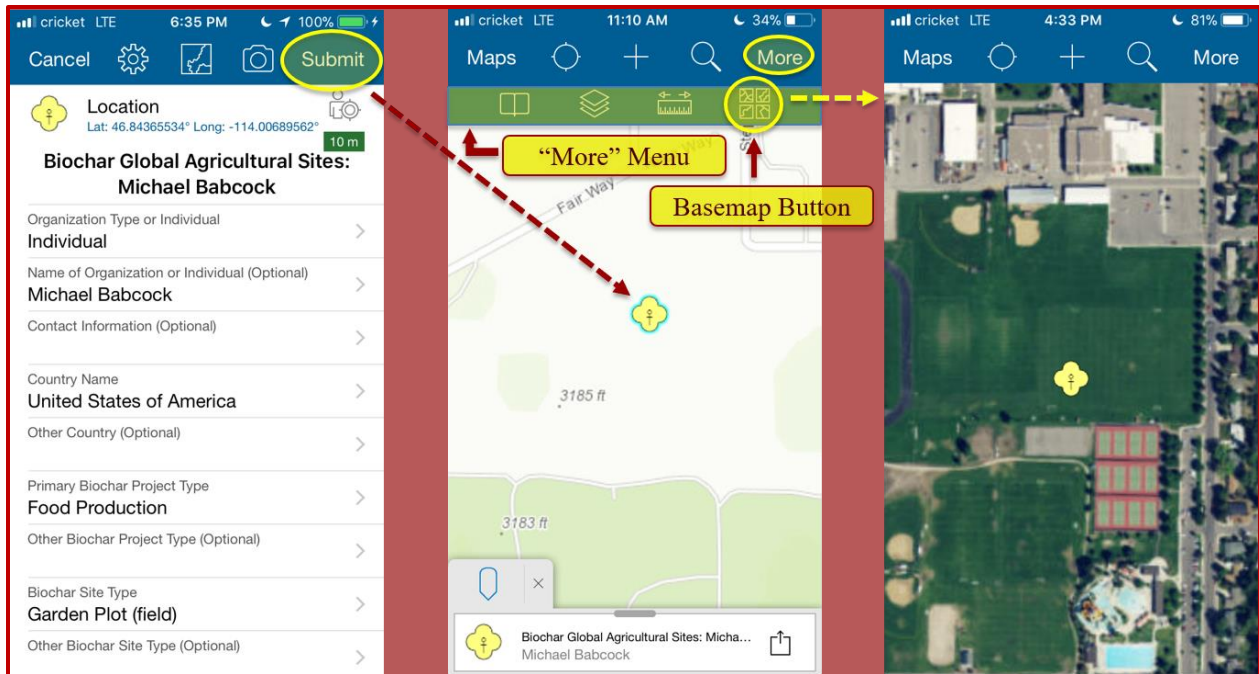 cricket LTE 6:35 PM 100%
Cancel Submit
Location
Lat: 46.84365534° Long: -114.00689562°
10 m
Biochar Global Agricultural Sites:
Michael Babcock
Organization Type or Individual
Individual
Name of Organization or Individual (Optional)
Michael Babcock
Contact Information (Optional)
Country Name
United States of America
Other Country (Optional)
Primary Biochar Project Type
Food Production
Other Biochar Project Type (Optional)
Biochar Site Type
Garden Plot (field)
Other Biochar Site Type (Optional)
cricket LTE 11:10 AM 34%
Maps More
“More” Menu
Way
Ste
Basemap Button
Fair Way
3185 ft
3183 ft
Biochar Global Agricultural Sites: Micha...
Michael Babcock
cricket LTE 4:33 PM 81%
Maps More